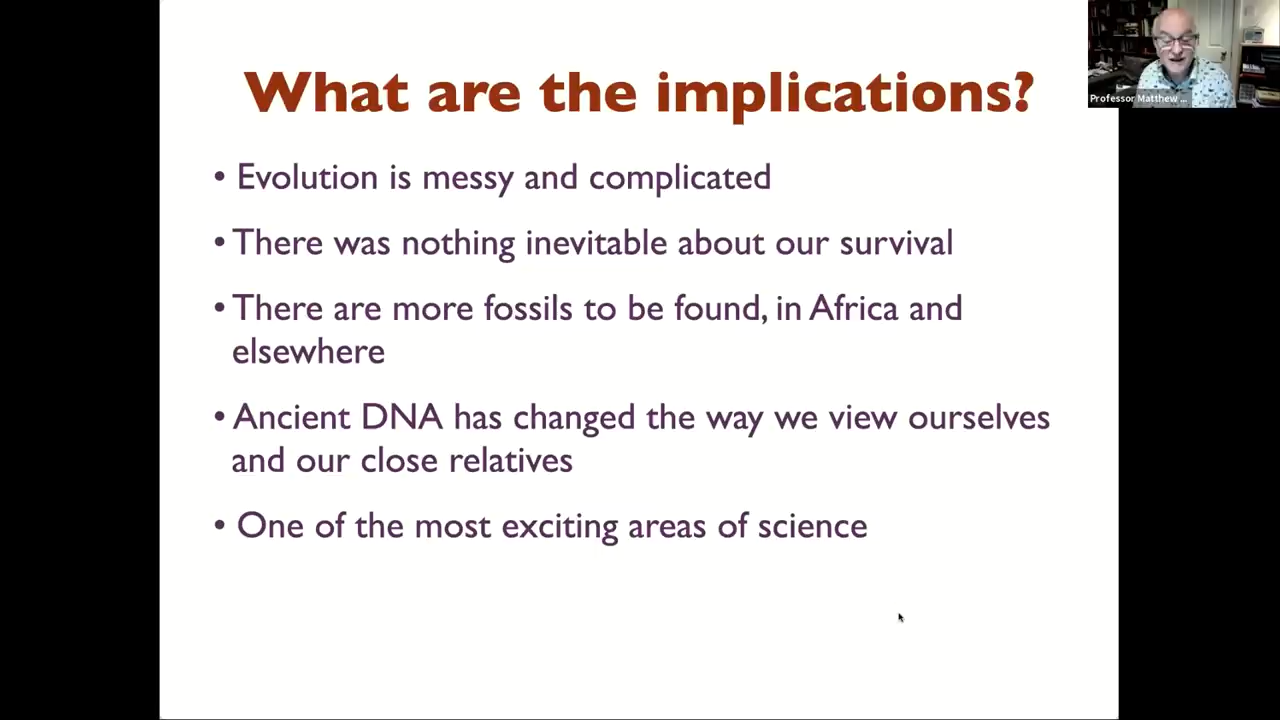 What are the implications?
Professor Matthew ...
• Evolution is messy and complicated
• There was nothing inevitable about our survival
• There are more fossils to be found, in Africa and
elsewhere
• Ancient DNA has changed the way we view ourselves
and our close relatives
• One of the most exciting areas of science